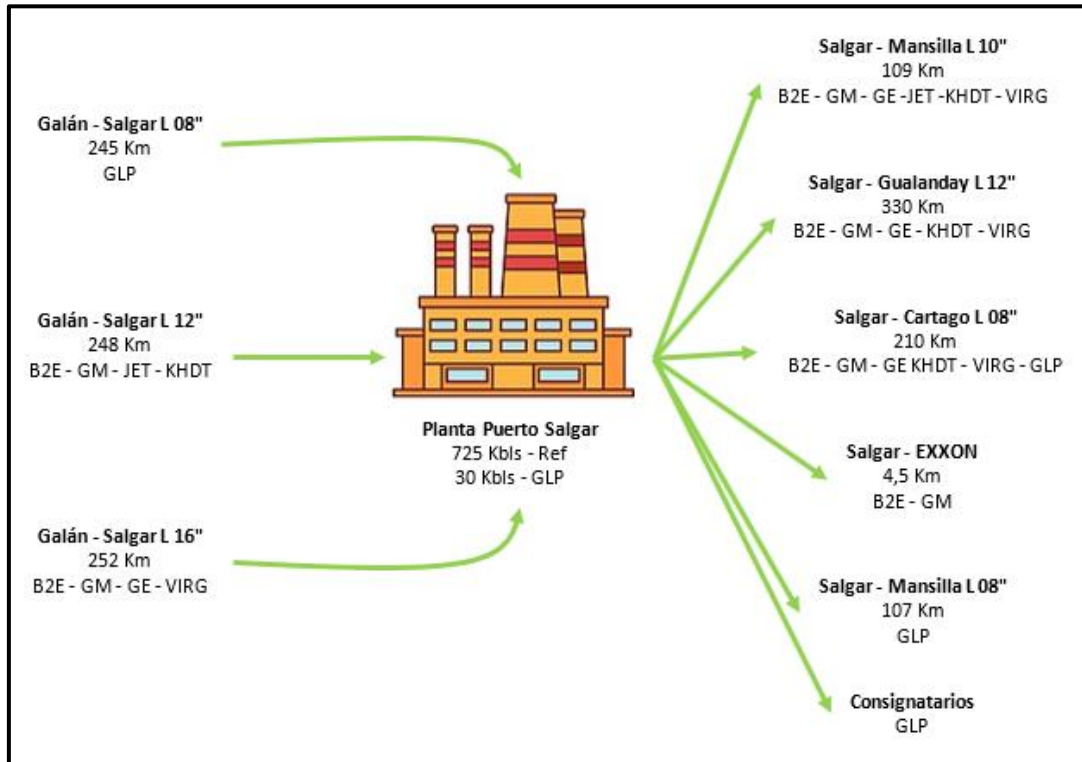 Galán - Salgar L 08"
245 Km
GLP
Galán - Salgar L 12"
248 Km
B2E - GM - JET - KHDT
Galán - Salgar L 16"
252 Km
B2E - GM - GE - VIRG
Planta Puerto Salgar
725 Kbls - Ref
30 Kbls - GLP
Salgar - Mansilla L 10"
109 Km
B2E - GM - GE -JET -KHDT - VIRG
Salgar - Gualanday L 12"
330 Km
B2E - GM - GE - KHDT - VIRG
Salgar - Cartago L 08"
210 Km
B2E - GM - GE KHDT - VIRG - GLP
Salgar - EXXON
4,5 Km
B2E - GM
Salgar - Mansilla L 08"
107 Km
GLP
Consignatarios
GLP